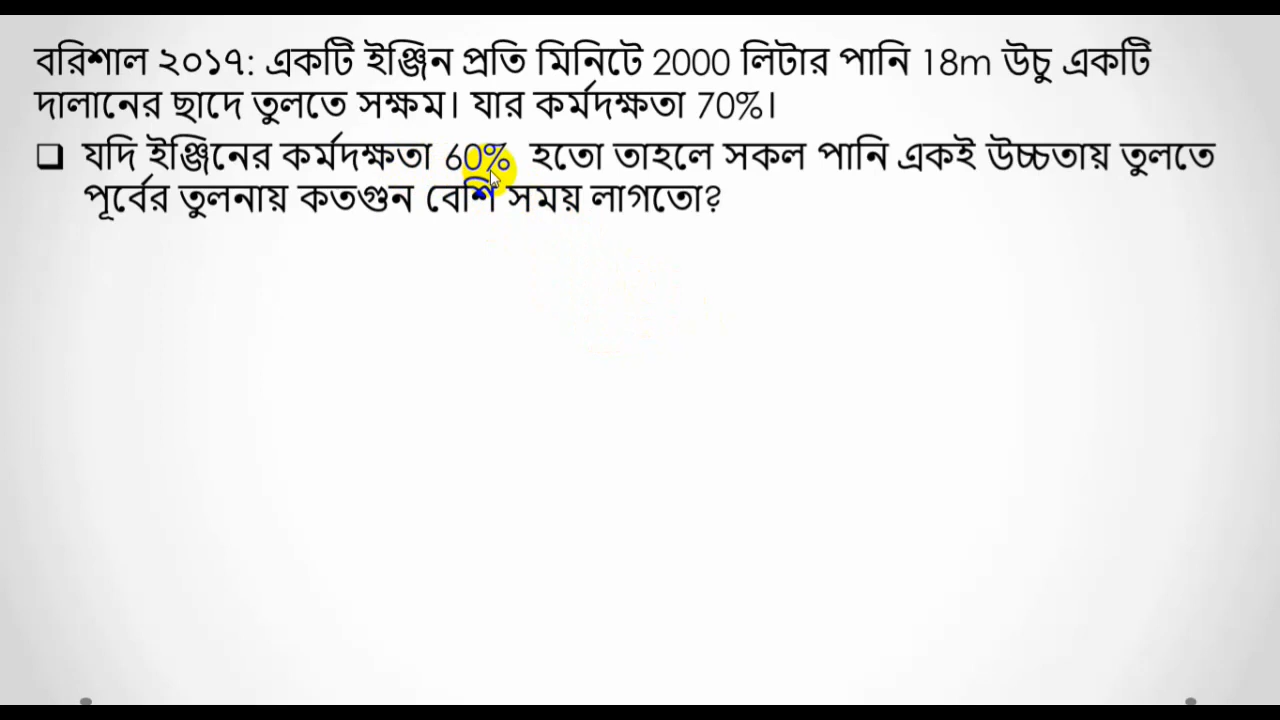 বরিশাল ২০১৭: একটি ইঞ্জিন প্রতি মিনিটে 2000 লিটার পানি 18m উচু একটি
দালানের ছাদে তুলতে সক্ষম। যার কর্মদক্ষতা 70%।
❑ যদি ইঞ্জিনের কর্মদক্ষতা 60% হতো তাহলে সকল পানি একই উচ্চতায় তুলতে
পূর্বের তুলনায় কতগুন বেশি সময় লাগতো?